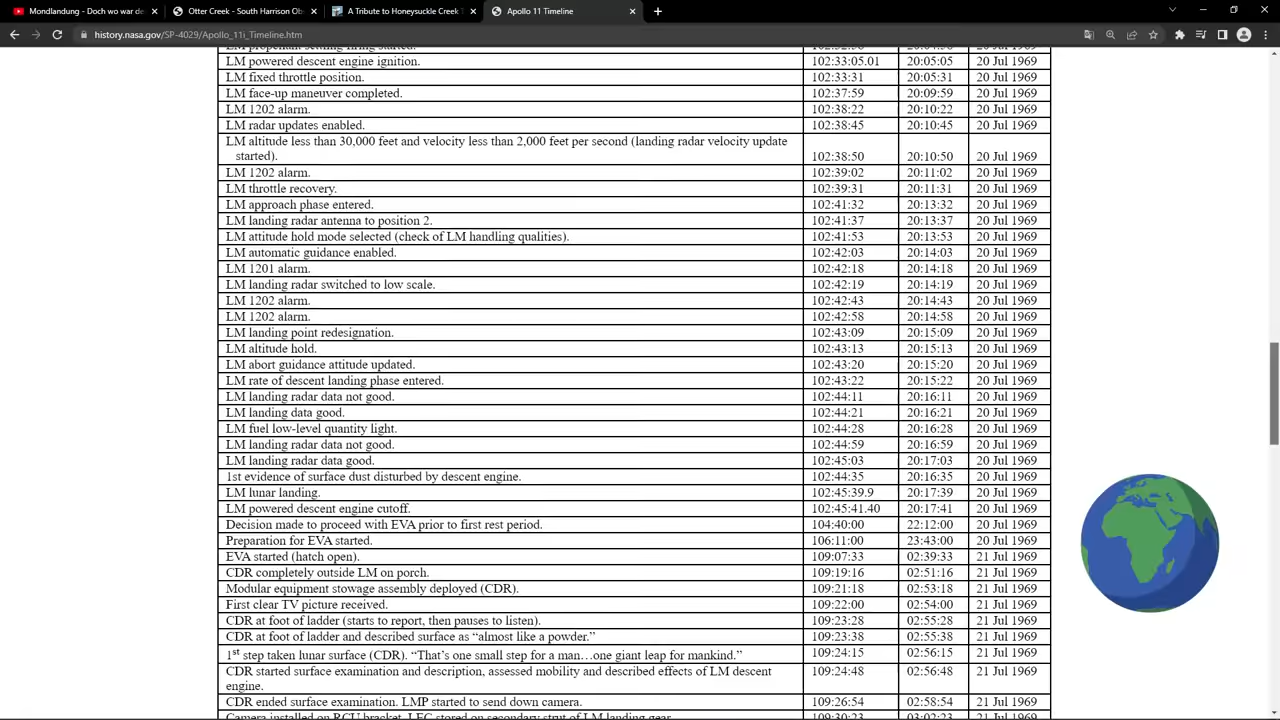 Mondlandung - Doch wo war de
Otter Creek - South Harrison Obs
A Tribute to Honeysuckle Creek T
Apollo 11 Timeline
history.nasa.gov/SP-4029/Apollo_11i_Timeline.htm
LM powered descent engine ignition. 102:33:05.01 20:05:05 20 Jul 1969
LM fixed throttle position. 102:33:31 20:05:31 20 Jul 1969
LM face-up maneuver completed. 102:37:59 20:09:59 20 Jul 1969
LM 1202 alarm. 102:38:22 20:10:22 20 Jul 1969
LM radar updates enabled. 102:38:45 20:10:45 20 Jul 1969
LM altitude less than 30,000 feet and velocity less than 2,000 feet per second (landing radar velocity update
started). 102:38:50 20:10:50 20 Jul 1969
LM 1202 alarm. 102:39:02 20:11:02 20 Jul 1969
LM throttle recovery. 102:39:31 20:11:31 20 Jul 1969
LM approach phase entered. 102:41:32 20:13:32 20 Jul 1969
LM landing radar antenna to position 2. 102:41:37 20:13:37 20 Jul 1969
LM attitude hold mode selected (check of LM handling qualities). 102:41:53 20:13:53 20 Jul 1969
LM automatic guidance enabled. 102:42:03 20:14:03 20 Jul 1969
LM 1201 alarm. 102:42:18 20:14:18 20 Jul 1969
LM landing radar switched to low scale. 102:42:19 20:14:19 20 Jul 1969
LM 1202 alarm. 102:42:43 20:14:43 20 Jul 1969
LM 1202 alarm. 102:42:58 20:14:58 20 Jul 1969
LM landing point redesignation. 102:43:09 20:15:09 20 Jul 1969
LM altitude hold. 102:43:13 20:15:13 20 Jul 1969
LM abort guidance attitude updated. 102:43:20 20:15:20 20 Jul 1969
LM rate of descent landing phase entered. 102:43:22 20:15:22 20 Jul 1969
LM landing radar data not good. 102:44:11 20:16:11 20 Jul 1969
LM landing data good. 102:44:21 20:16:21 20 Jul 1969
LM fuel low-level quantity light. 102:44:28 20:16:28 20 Jul 1969
LM landing radar data not good. 102:44:59 20:16:59 20 Jul 1969
LM landing radar data good. 102:45:03 20:17:03 20 Jul 1969
1st evidence of surface dust disturbed by descent engine. 102:44:35 20:16:35 20 Jul 1969
LM lunar landing. 102:45:39.9 20:17:39 20 Jul 1969
LM powered descent engine cutoff. 102:45:41.40 20:17:41 20 Jul 1969
Decision made to proceed with EVA prior to first rest period. 104:40:00 22:12:00 20 Jul 1969
Preparation for EVA started. 106:11:00 23:43:00 20 Jul 1969
EVA started (hatch open). 109:07:33 02:39:33 21 Jul 1969
CDR completely outside LM on porch. 109:19:16 02:51:16 21 Jul 1969
Modular equipment stowage assembly deployed (CDR). 109:21:18 02:53:18 21 Jul 1969
First clear TV picture received. 109:22:00 02:54:00 21 Jul 1969
CDR at foot of ladder (starts to report, then pauses to listen). 109:23:28 02:55:28 21 Jul 1969
CDR at foot of ladder and described surface as “almost like a powder.” 109:23:38 02:55:38 21 Jul 1969
1st step taken lunar surface (CDR). “That’s one small step for a man…one giant leap for mankind.” 109:24:15 02:56:15 21 Jul 1969
CDR started surface examination and description, assessed mobility and described effects of LM descent
engine. 109:24:48 02:56:48 21 Jul 1969
CDR ended surface examination. LMP started to send down camera. 109:26:54 02:58:54 21 Jul 1969
Camera installed on RCU bracket, LEC stored on secondary strut of LM landing gear. 109:30:23 03:02:23 21 Jul 1969